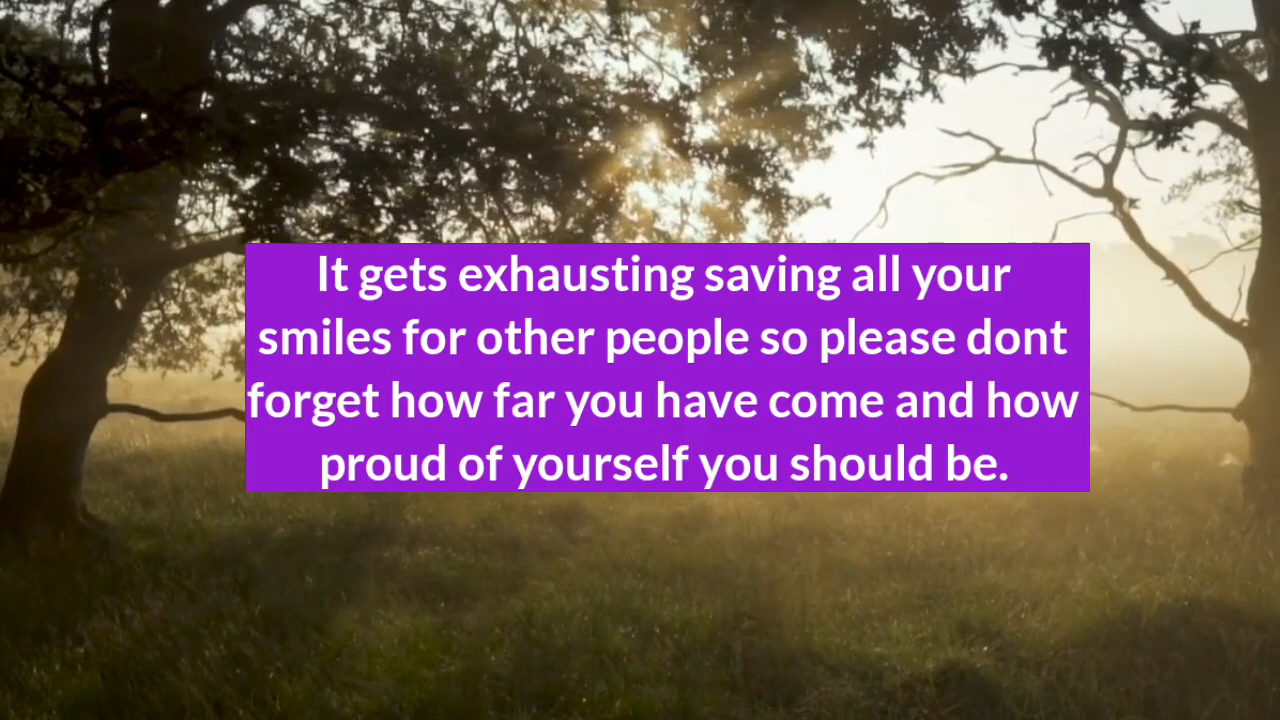 It gets exhausting saving all your
smiles for other people so please dont
forget how far you have come and how
proud of yourself you should be.